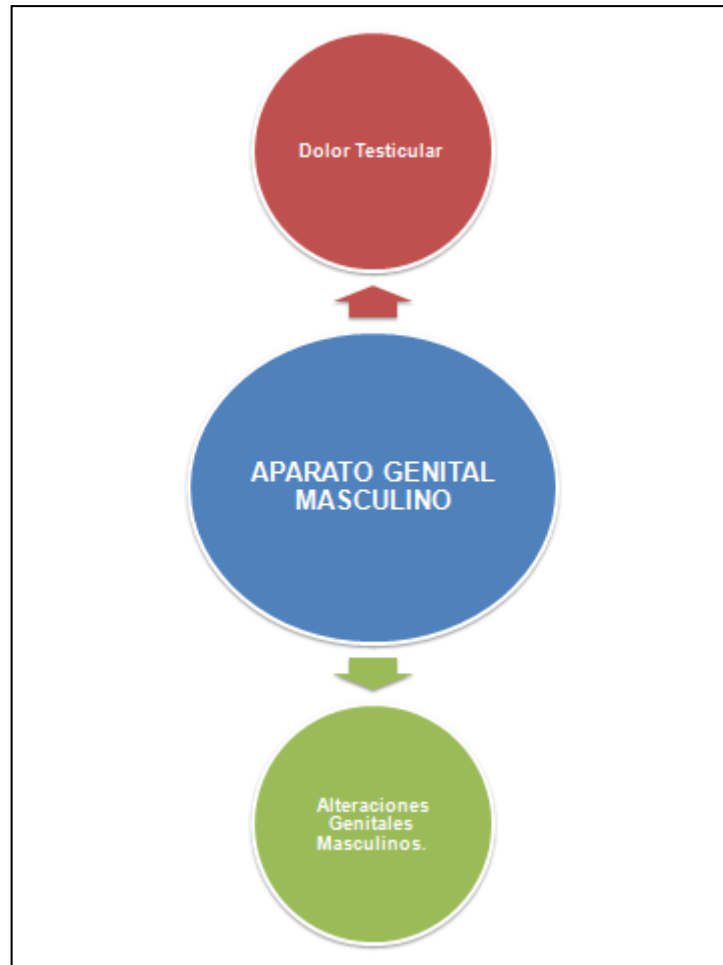 Dolor Testicular
APARATO GENITAL
MASCULINO
Alteraciones
Genitales
Masculinos.